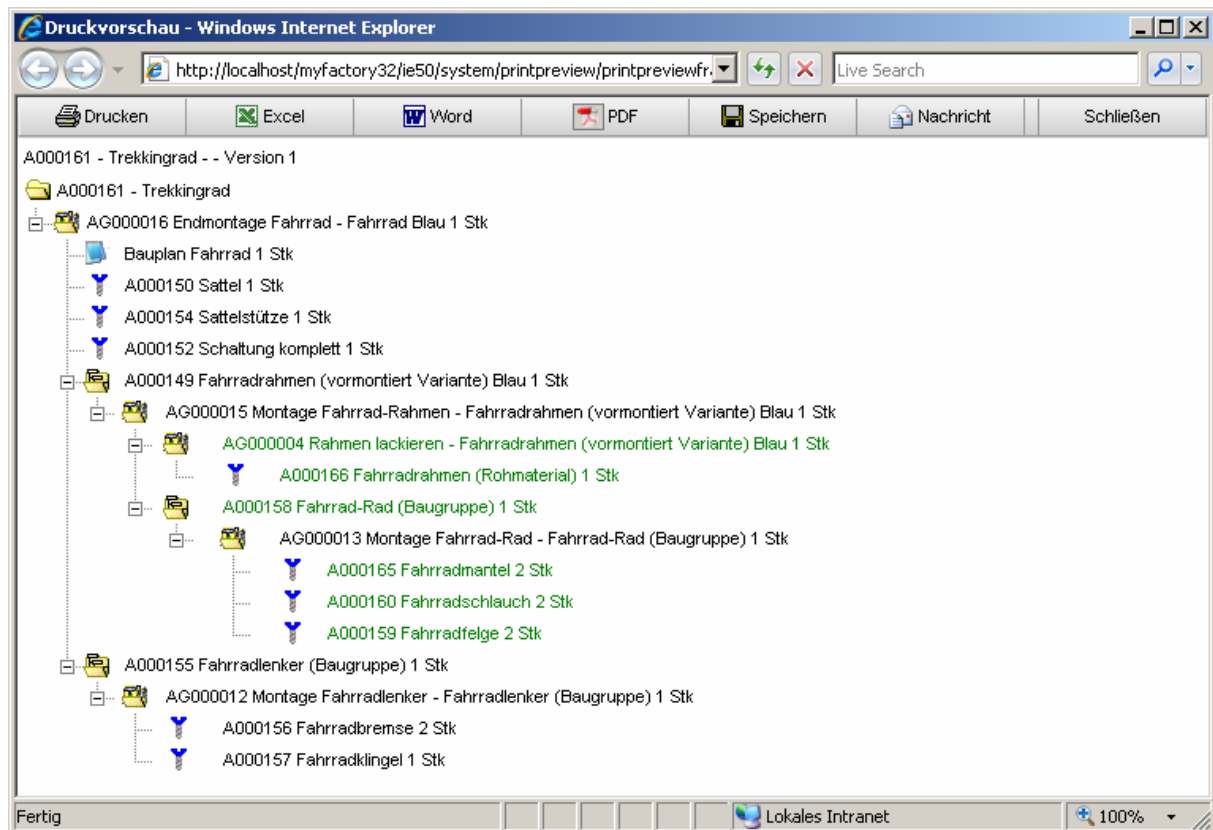 Druckvorschau - Windows Internet Explorer
http://localhost/myfactory32/ie50/system/printpreview/printpreviewfr
Live Search
Drucken Excel Word PDF Speichern Nachricht Schließen
A000161 - Trekkingrad - - Version 1
A000161 - Trekkingrad
AG000016 Endmontage Fahrrad - Fahrrad Blau 1 Stk
Bauplan Fahrrad 1 Stk
A000150 Sattel 1 Stk
A000154 Sattelstütze 1 Stk
A000152 Schaltung komplett 1 Stk
A000149 Fahrradrahmen (vormontiert Variante) Blau 1 Stk
AG000015 Montage Fahrrad-Rahmen - Fahrradrahmen (vormontiert Variante) Blau 1 Stk
AG000004 Rahmen lackieren - Fahrradrahmen (vormontiert Variante) Blau 1 Stk
A000166 Fahrradrahmen (Rohmaterial) 1 Stk
A000158 Fahrrad-Rad (Baugruppe) 1 Stk
AG000013 Montage Fahrrad-Rad - Fahrrad-Rad (Baugruppe) 1 Stk
A000165 Fahrradmantel 2 Stk
A000160 Fahrradschlauch 2 Stk
A000159 Fahrradfelge 2 Stk
A000155 Fahrradlenker (Baugruppe) 1 Stk
AG000012 Montage Fahrradlenker - Fahrradlenker (Baugruppe) 1 Stk
A000156 Fahrradbremse 2 Stk
A000157 Fahrradklingel 1 Stk
Fertig Lokales Intranet 100%